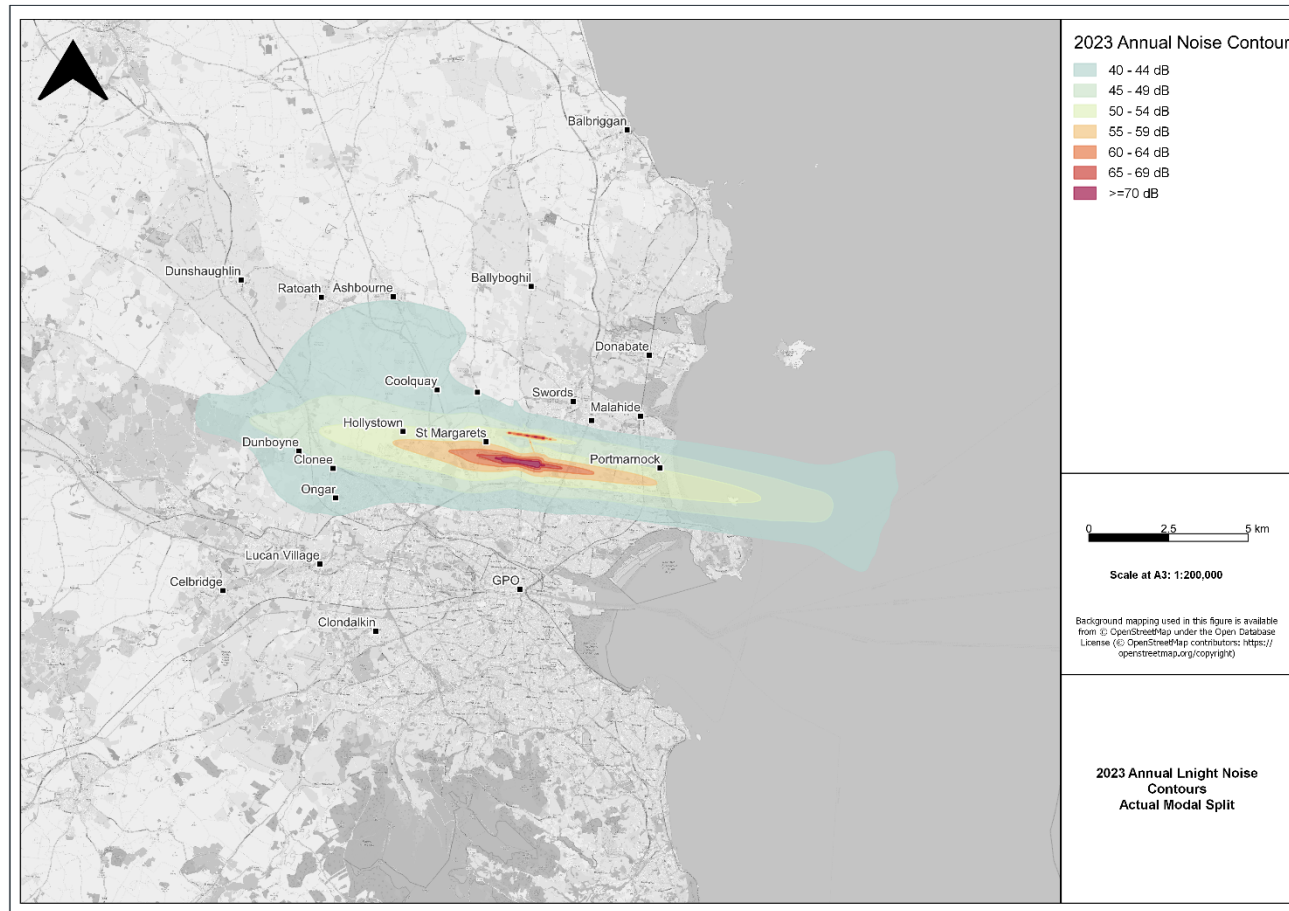 Balbriggan
Dunshaughlin
Ratoath
Ashbourne
Ballyboghil
Donabate
Coolquay
Swords
Malahide
Hollystown
St Margarets
Dunboyne
Clonee
Portmarnock
Ongar
Lucan Village
Celbridge
GPO
Clondalkin
2023 Annual Noise Contour
40 - 44 dB
45 - 49 dB
50 - 54 dB
55 - 59 dB
60 - 64 dB
65 - 69 dB
>=70 dB
0 2.5 5 km
Scale at A3: 1:200,000
Background mapping used in this figure is available
from © OpenStreetMap under the Open Database
License (© OpenStreetMap contributors: https://
openstreetmap.org/copyright)
2023 Annual Lnight Noise
Contours
Actual Modal Split